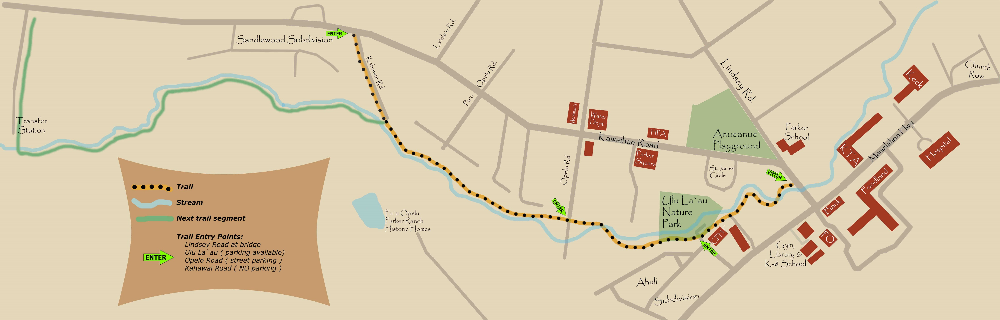 La'ela'e Rd.
ENTER
Sandlewood Subdivision
Kahawai Rd.
Pu'u Opelu Rd.
Lindsey Rd.
Church
Row
Keck
Transfer
Station
Merriman's
Water
Dept
HPA
Kawaihae Road
Anueanue
Playground
Parker
School
Mamalahoa Hwy
KTA
Hospital
Parker
Square
Opelo Rd.
St.James
Circle
ENTER
Foodland
Trail
Stream
Next trail segment
Trail Entry Points:
Lindsey Road at bridge
Ulu La`au ( parking available)
Opelo Road ( street parking )
Kahawai Road ( NO parking )
ENTER
Pu`u Opelu
Parker Ranch
Historic Homes
ENTER
Ulu La`au
Nature
Park
Bank
CFHT
PO
ENTER
Gym,
Library &
K-8 School
Ahuli
Subdivision